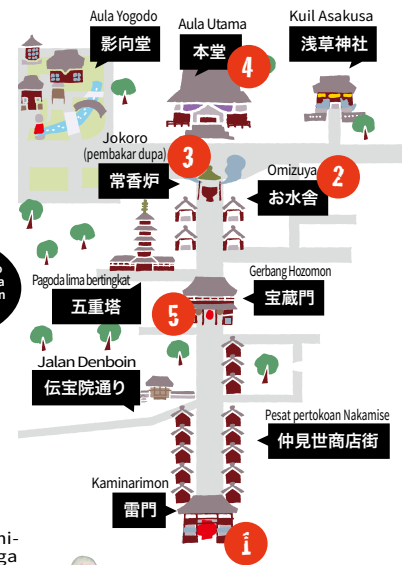 Aula Yogodo
影向堂
Aula Utama
本堂
4
Kuil Asakusa
浅草神社
Jokoro
(pembakar dupa)
常香炉
3
Omizuya
お水舎
2
Pagoda lima bertingkat
五重塔
5
Gerbang Hozomon
宝蔵門
Jalan Denboin
伝宝院通り
Pesat pertokoan Nakamise
仲見世商店街
Kaminarimon
雷門
1